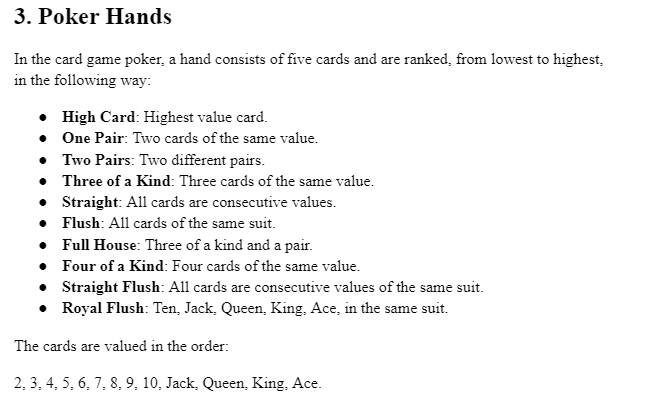 3. Poker Hands
In the card game poker, a hand consists of five cards and are ranked, from lowest to highest,
in the following way:
● High Card: Highest value card.
● One Pair: Two cards of the same value.
● Two Pairs: Two different pairs.
● Three of a Kind: Three cards of the same value.
● Straight: All cards are consecutive values.
● Flush: All cards of the same suit.
● Full House: Three of a kind and a pair.
● Four of a Kind: Four cards of the same value.
● Straight Flush: All cards are consecutive values of the same suit.
● Royal Flush: Ten, Jack, Queen, King, Ace, in the same suit.
The cards are valued in the order:
2, 3, 4, 5, 6, 7, 8, 9, 10, Jack, Queen, King, Ace.